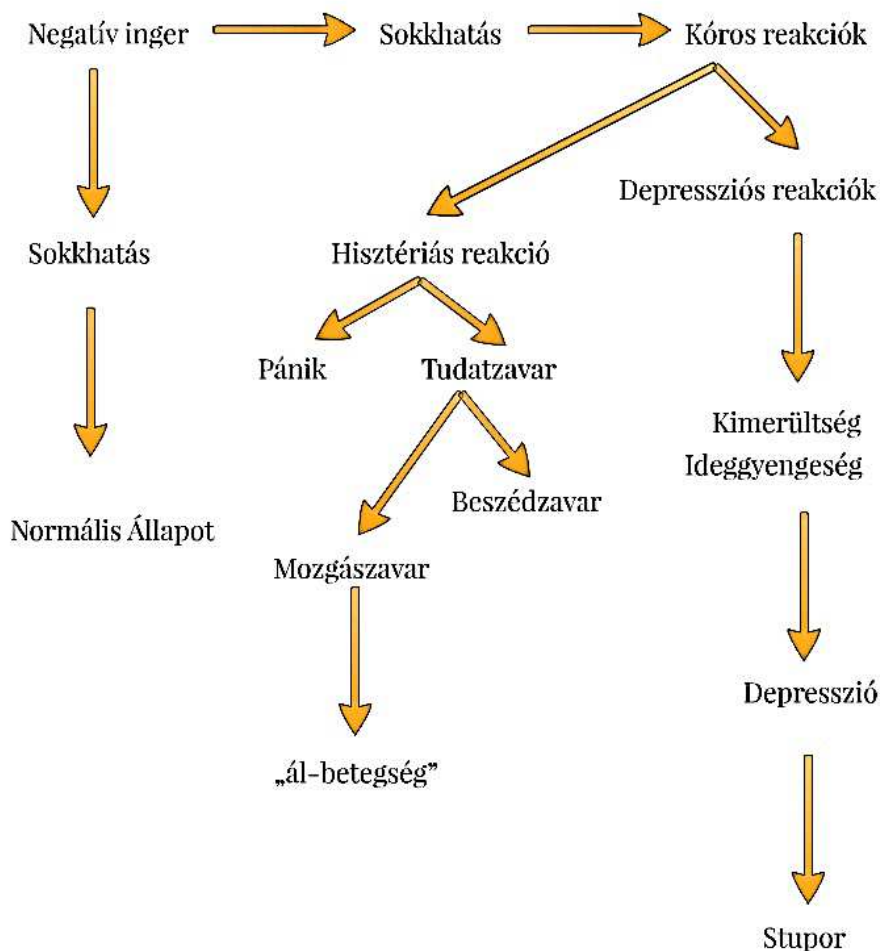 Negatív inger
Sokkhatás
Kóros reakciók
Depressziós reakciók
Sokkhatás
Hisztériás reakció
Pánik
Tudatzavar
Kimerültség
Ideggyengeség
Beszédzavar
Normális Állapot
Mozgászavar
Depresszió
„ál-betegség”
Stupor